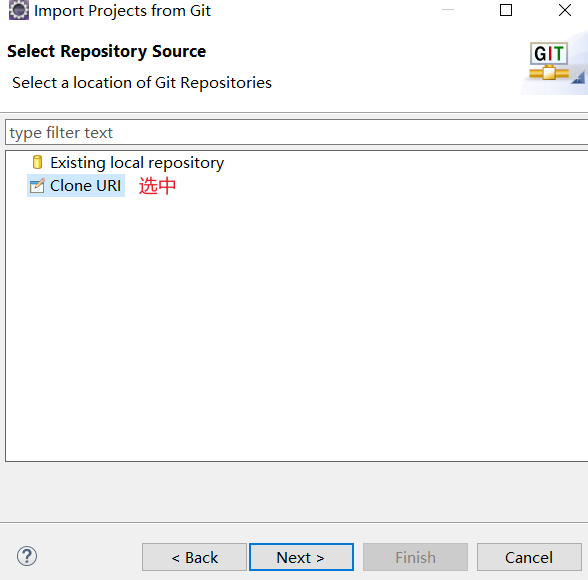 Import Projects from Git
Select Repository Source
Select a location of Git Repositories
GIT
type filter text
Existing local repository
Clone URI 选中
?
< Back Next > Finish Cancel